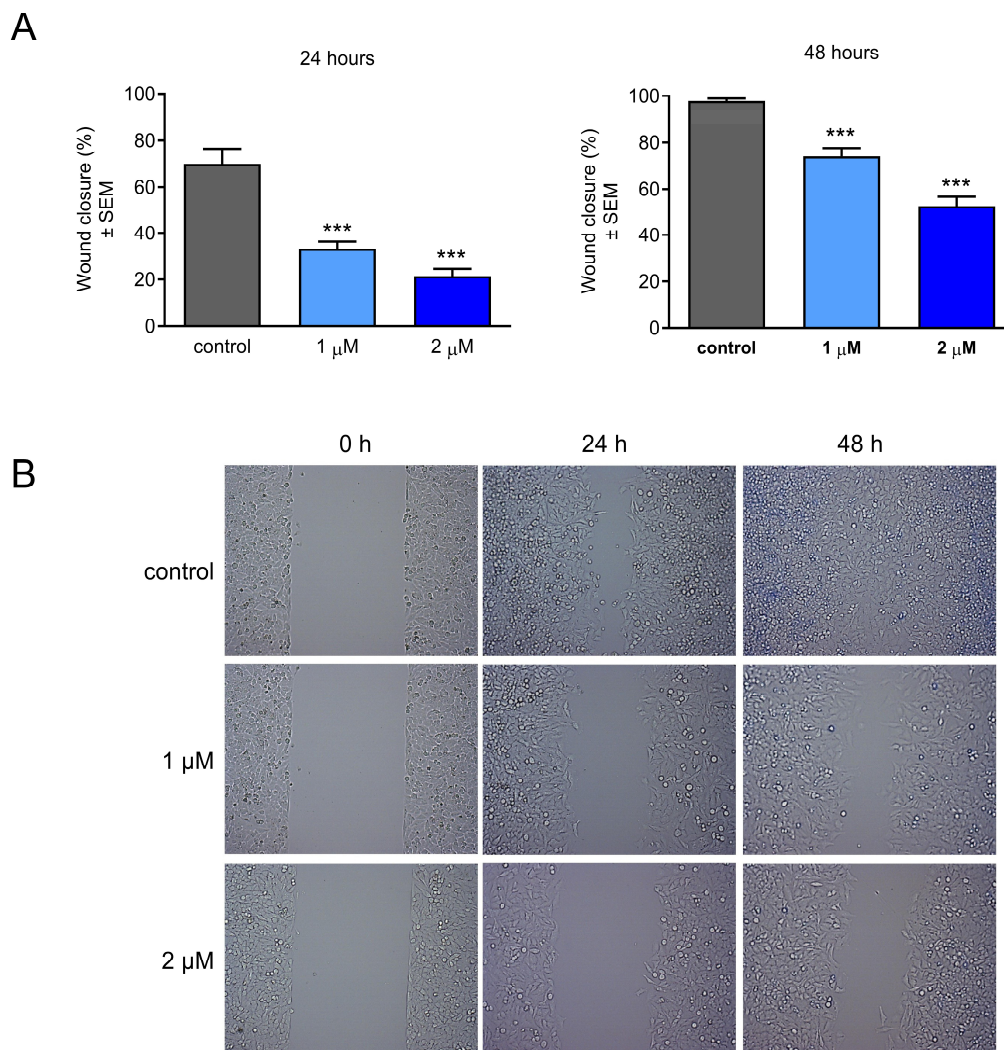 A
24 hours
Wound closure (%)
± SEM
100
80
60
40
20
0
***
***
control
1 μM
2 μM
48 hours
Wound closure (%)
± SEM
100
80
60
40
20
0
***
***
control
1 μM
2 μM
B
0 h
24 h
48 h
control
1 μM
2 μM